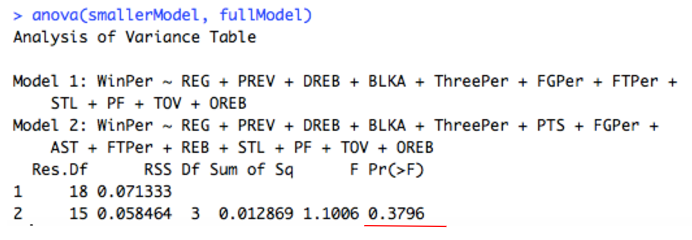 > anova(smallerModel, fullModel)
Analysis of Variance Table

Model 1: WinPer ~ REG + PREV + DREB + BLKA + ThreePer + FGPer + FTPer +
    STL + PF + TOV + OREB
Model 2: WinPer ~ REG + PREV + DREB + BLKA + ThreePer + PTS + FGPer +
    AST + FTPer + REB + STL + PF + TOV + OREB
  Res.Df      RSS Df Sum of Sq      F Pr(>F)
1     18 0.071333
2     15 0.058464  3  0.012869 1.1006 0.3796